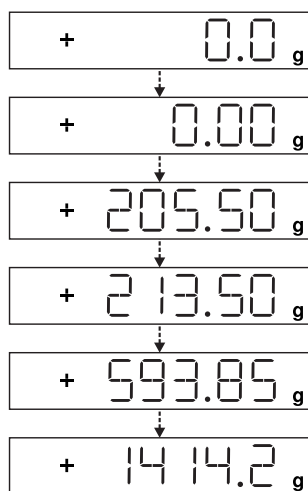 + 0.0 g
+ 0.00 g
+ 205.50 g
+ 213.50 g
+ 593.85 g
+ 1414.2 g